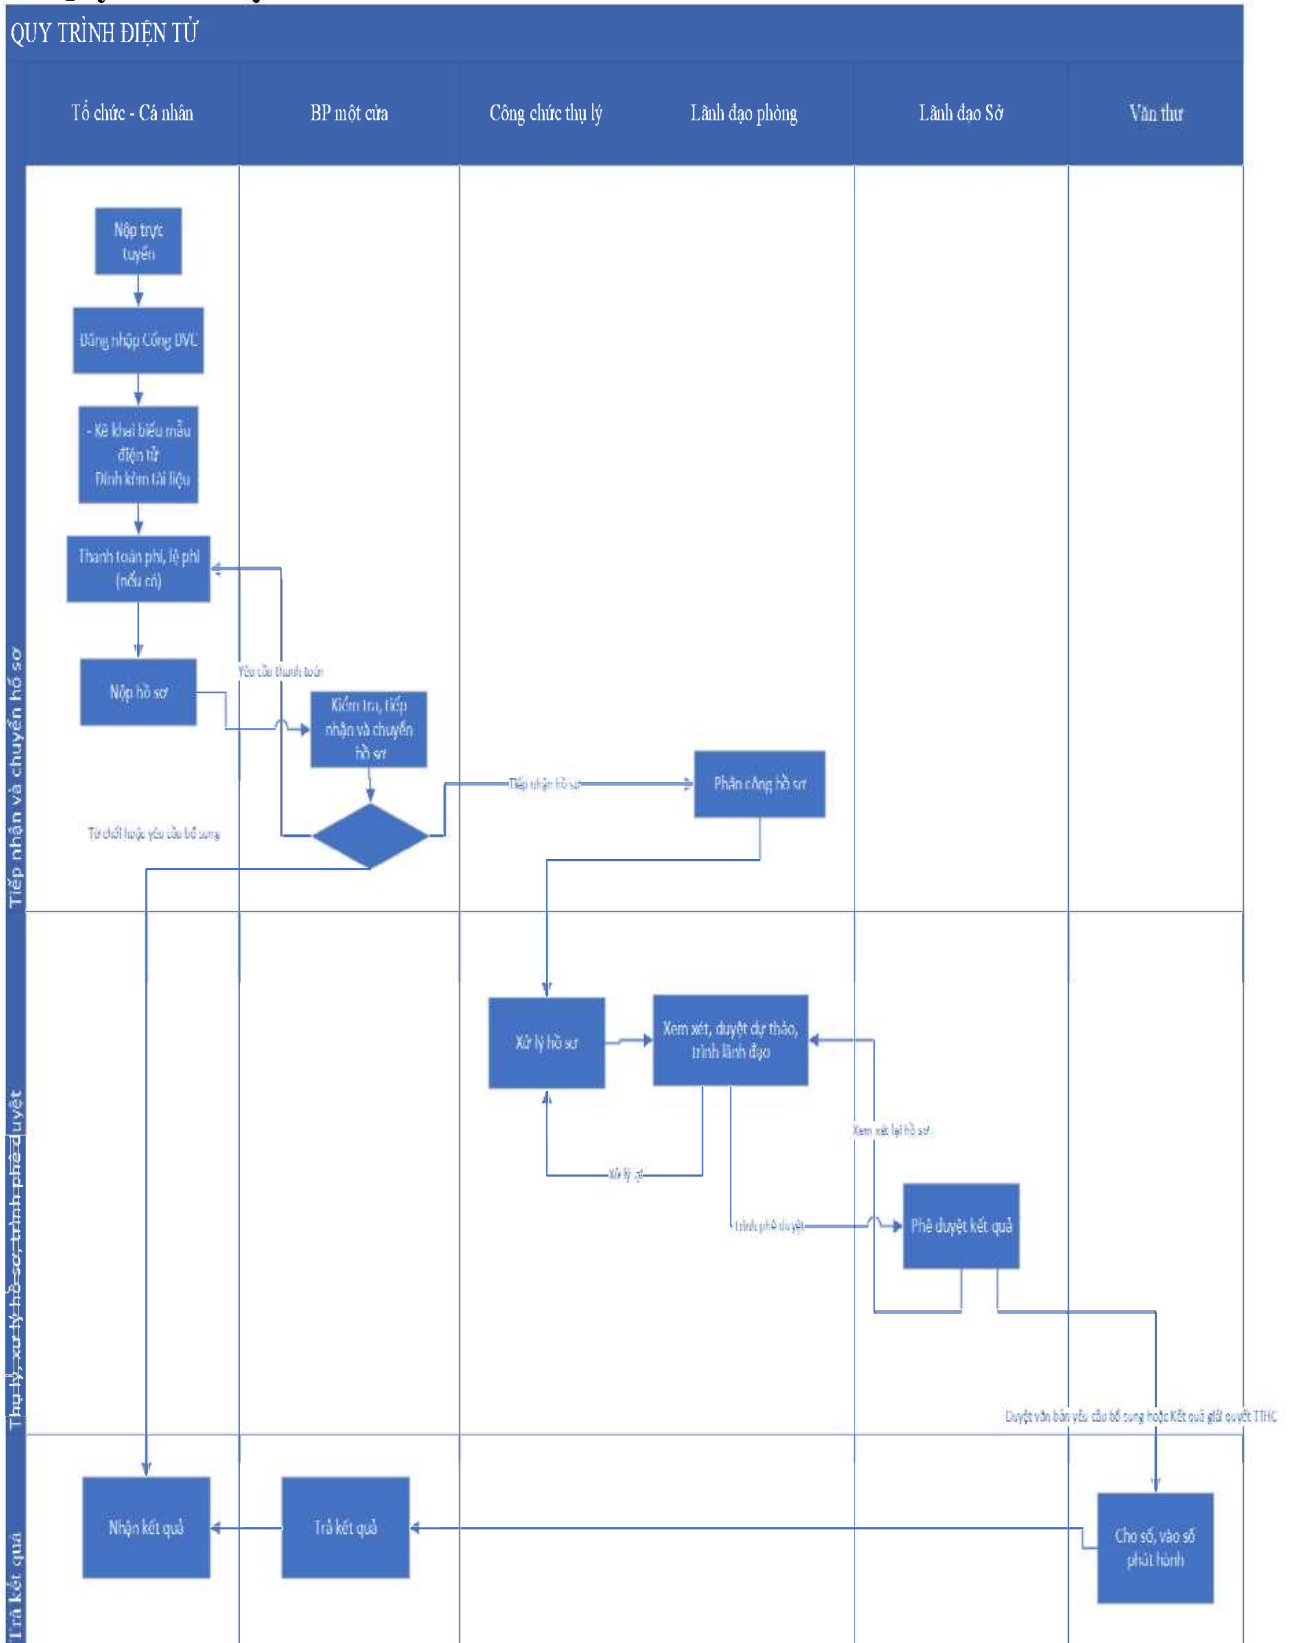 QUY TRÌNH ĐIỆN TỬ
Tổ chức - Cá nhân
BP một cửa
Công chức thụ lý
Lãnh đạo phòng
Lãnh đạo Sở
Văn thư
Tiếp nhận và chuyển hồ sơ
Nộp trực
tuyến
Đăng nhập Cổng DVC
- Kê khai biểu mẫu
điện tử
- Đính kèm tài liệu
Thanh toán phí, lệ phí
(nếu có)
Nộp hồ sơ
Yêu cầu thanh toán
Kiểm tra, tiếp
nhận và chuyển
hồ sơ
Tiếp nhận hồ sơ
Phân công hồ sơ
Từ chối hoặc yêu cầu bổ sung
Thụ lý, xử lý hồ sơ, trình phê duyệt
Xử lý hồ sơ
Xem xét, duyệt dự thảo,
trình lãnh đạo
Xem xét lại hồ sơ
Xử lý lại
trình phê duyệt
Phê duyệt kết quả
Duyệt văn bản yêu cầu bổ sung hoặc Kết quả giải quyết TTHC
Trả kết quả
Nhận kết quả
Trả kết quả
Cho số, vào số
phát hành